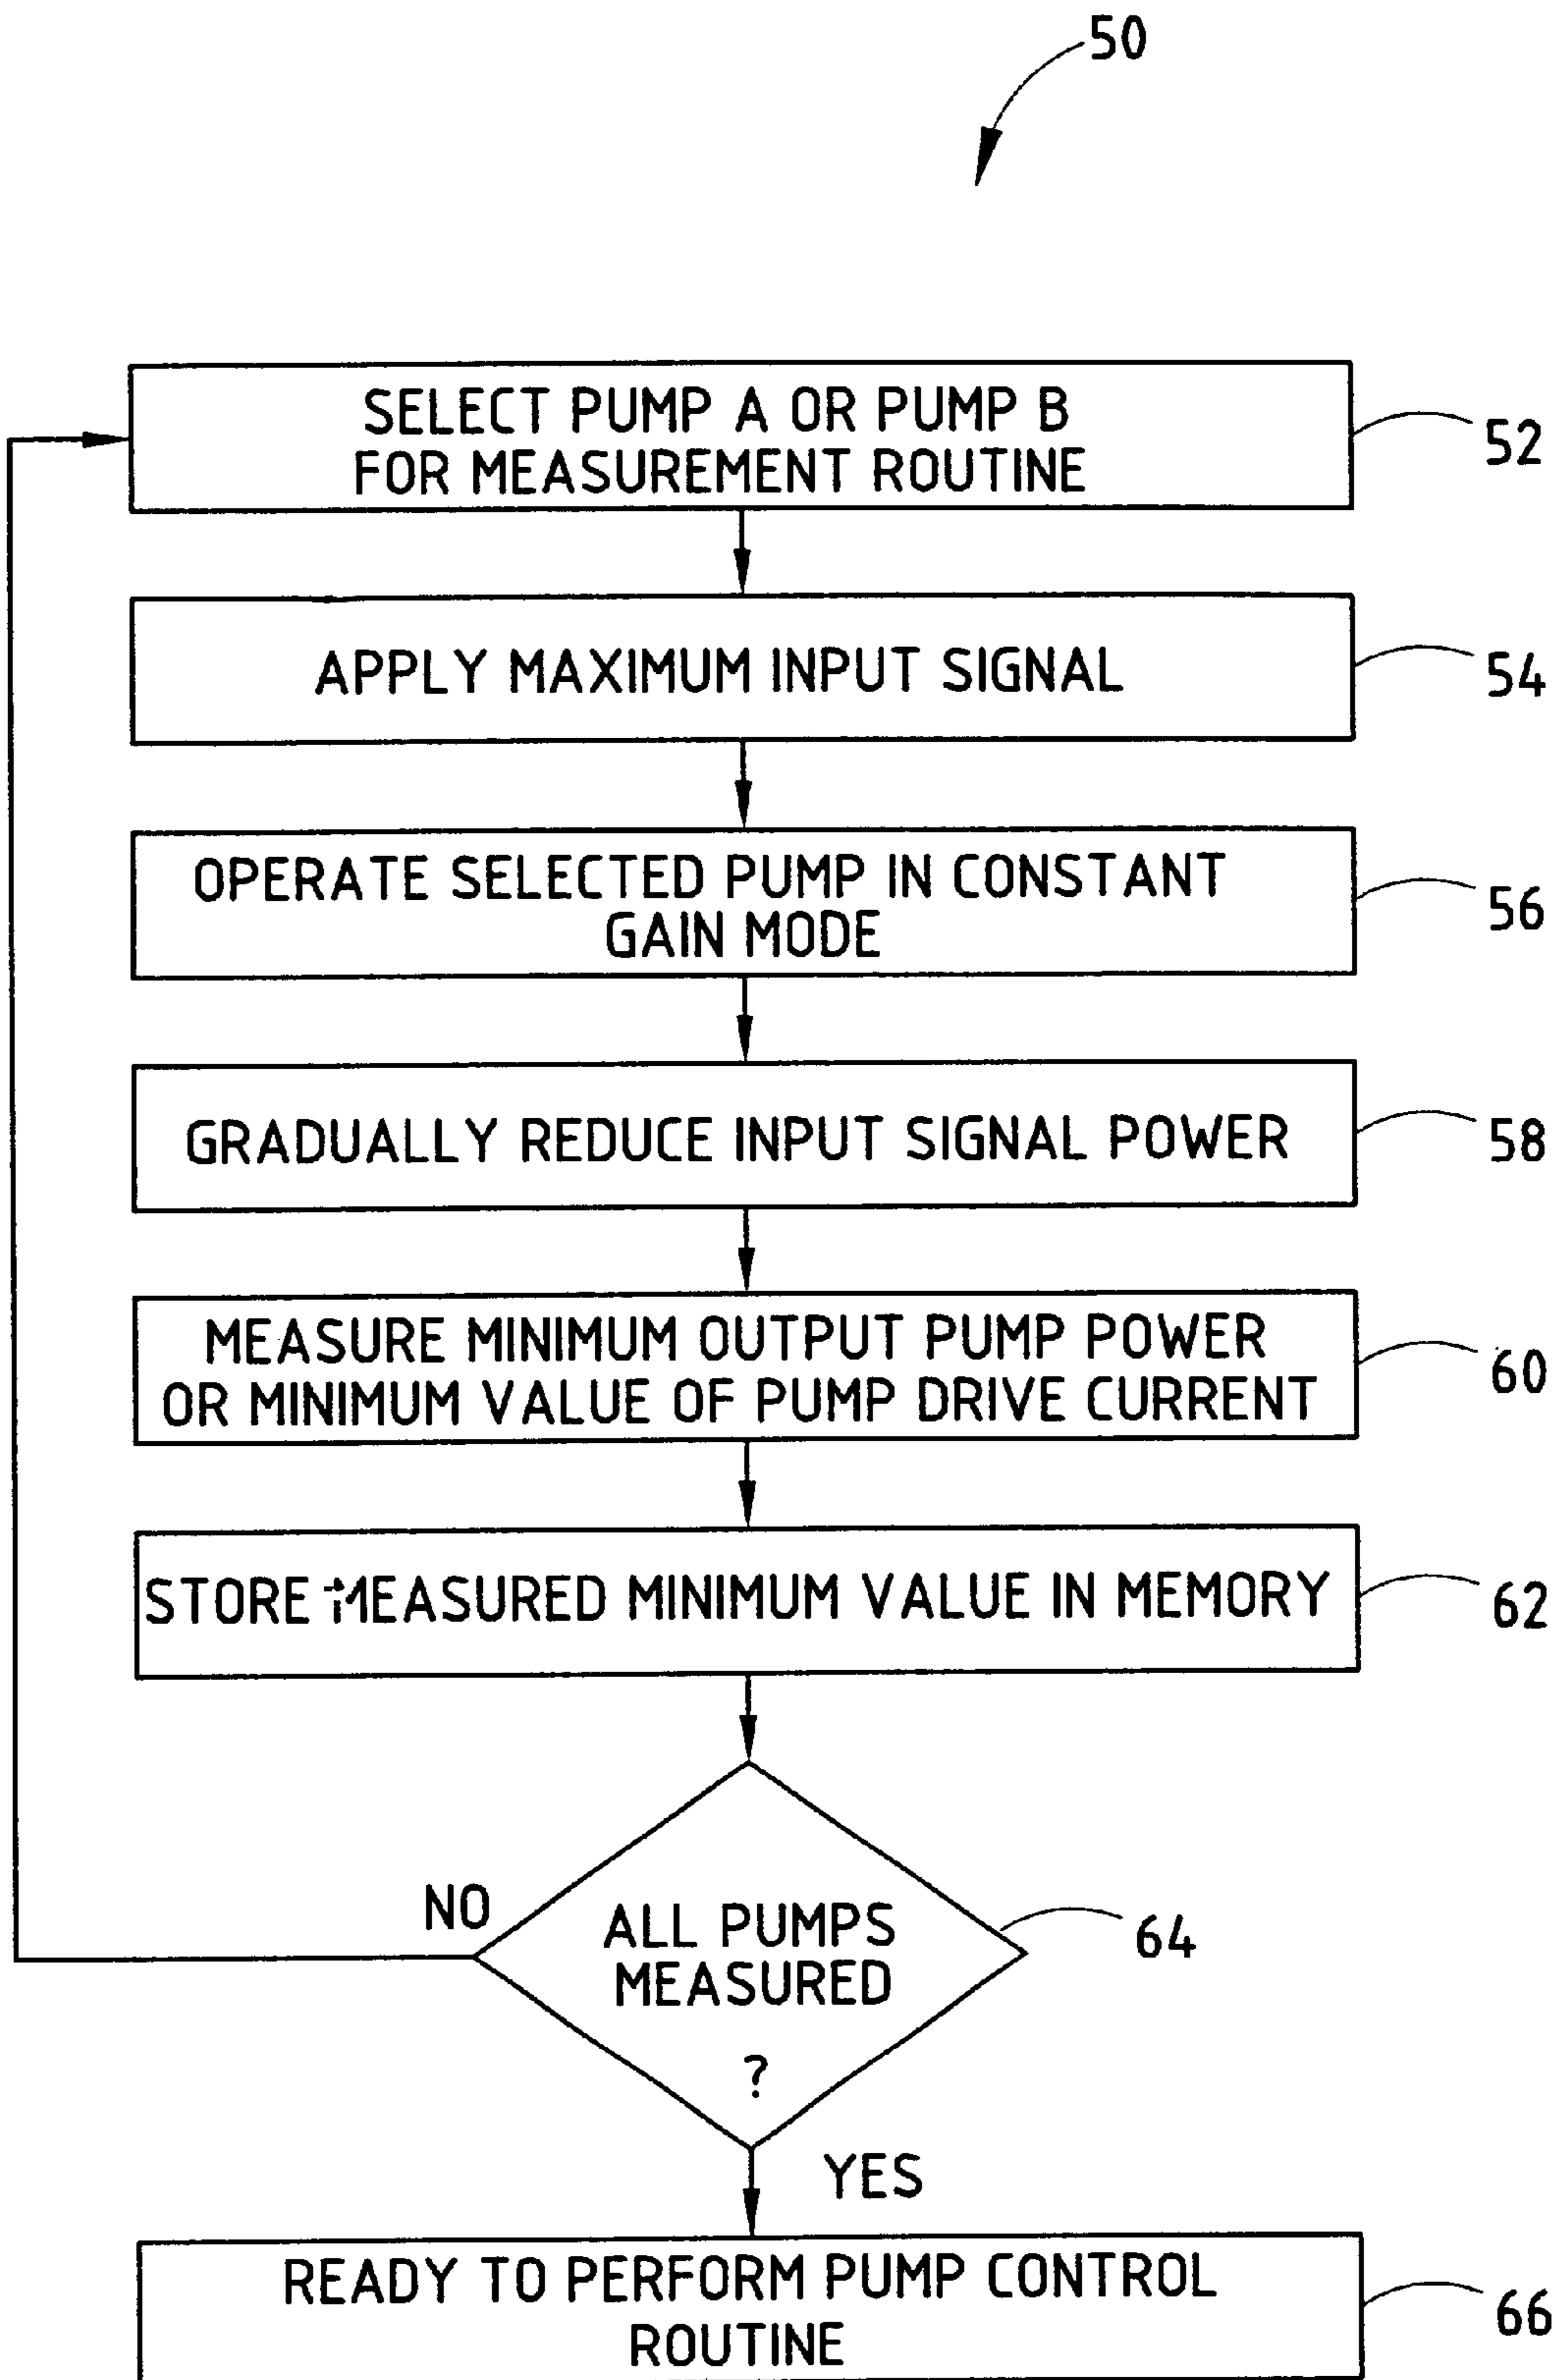 50
SELECT PUMP A OR PUMP B
FOR MEASUREMENT ROUTINE
52
APPLY MAXIMUM INPUT SIGNAL
54
OPERATE SELECTED PUMP IN CONSTANT
GAIN MODE
56
GRADUALLY REDUCE INPUT SIGNAL POWER
58
MEASURE MINIMUM OUTPUT PUMP POWER
OR MINIMUM VALUE OF PUMP DRIVE CURRENT
60
STORE MEASURED MINIMUM VALUE IN MEMORY
62
NO
ALL PUMPS
MEASURED
?
64
YES
READY TO PERFORM PUMP CONTROL
ROUTINE
66